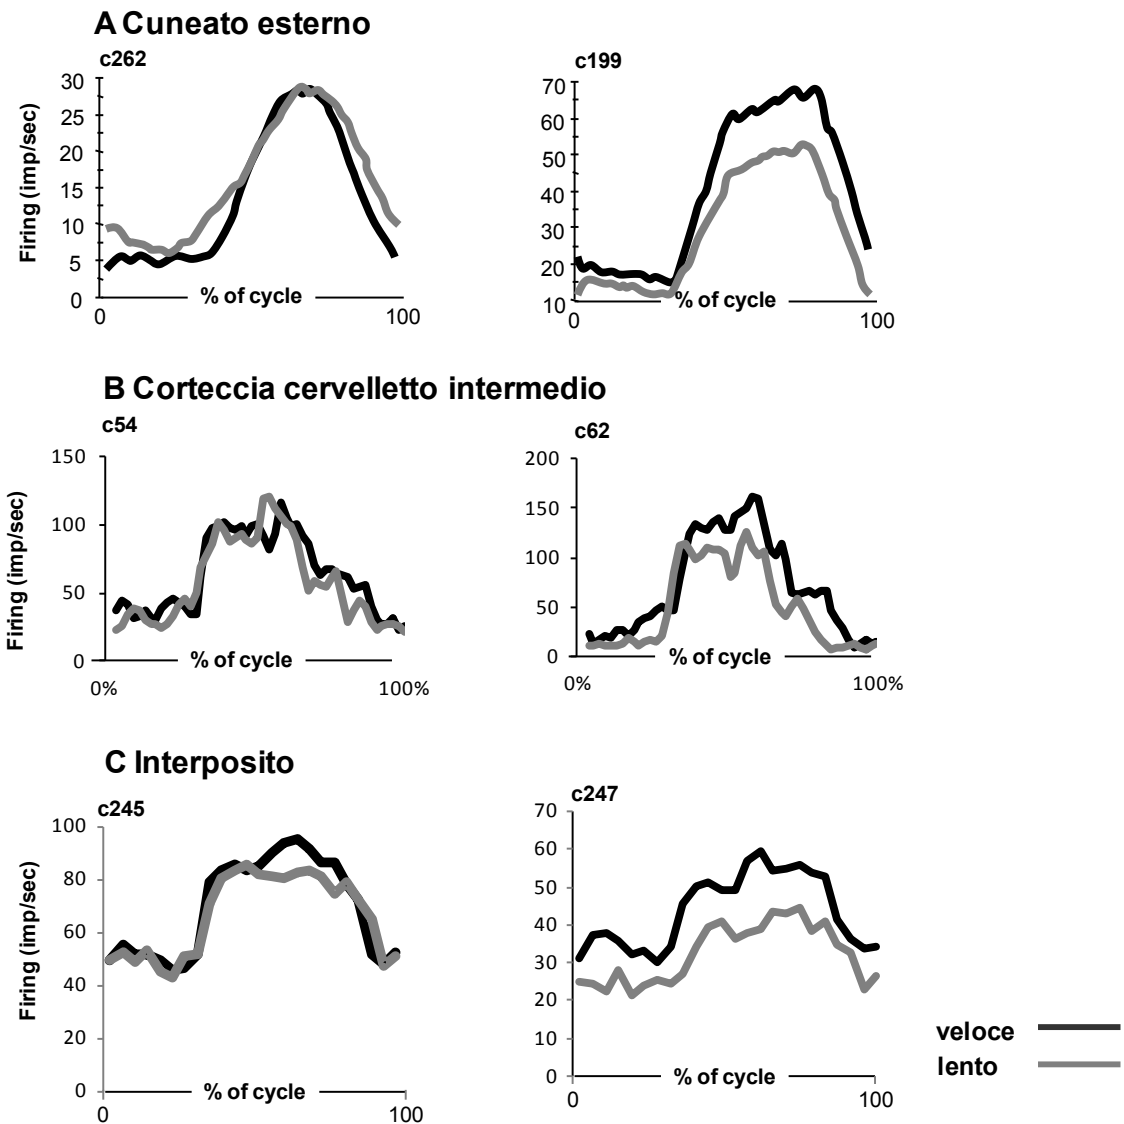 A Cuneato esterno
c262
Firing (imp/sec)
30
25
20
15
10
5
0
% of cycle
0
100
c199
70
60
50
40
30
20
10
% of cycle
0
100
B Corteccia cervelletto intermedio
c54
Firing (imp/sec)
150
100
50
0
% of cycle
0%
100%
c62
200
150
100
50
0
% of cycle
0%
100%
C Interposito
c245
Firing (imp/sec)
100
80
60
40
20
0
% of cycle
0
100
c247
70
60
50
40
30
20
10
0
% of cycle
0
100
veloce
lento